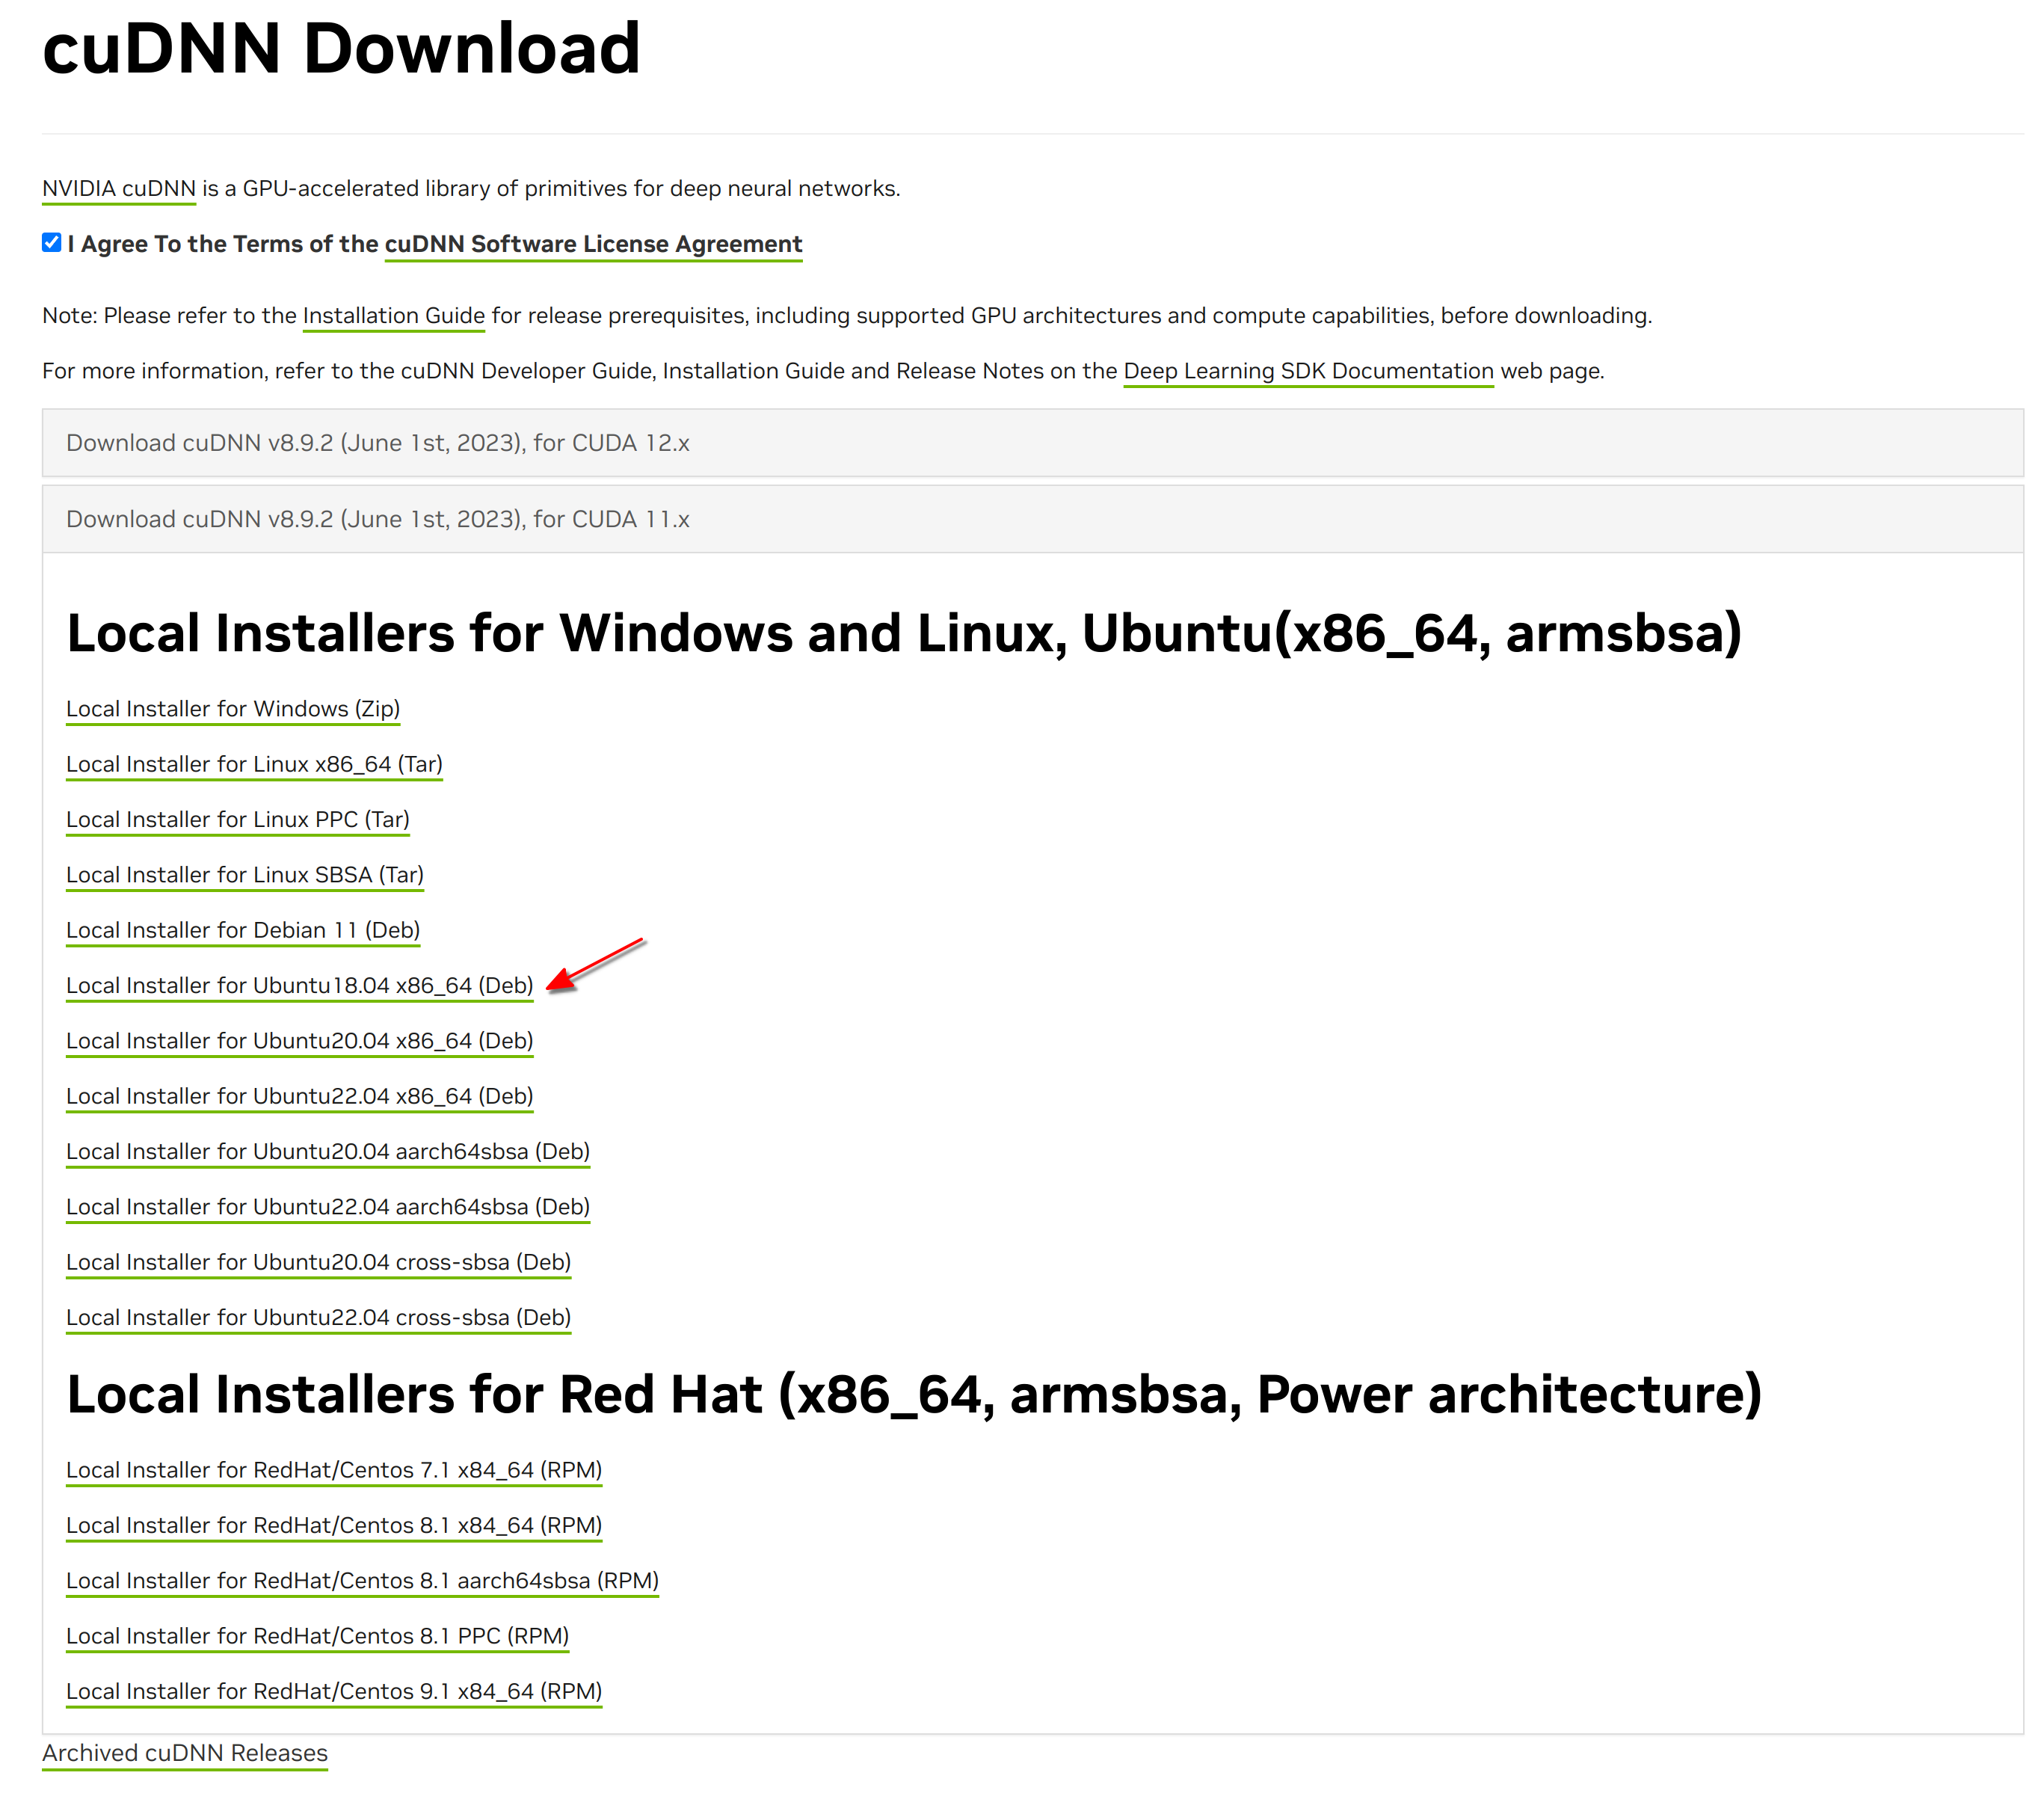 cuDNN Download
NVIDIA cuDNN is a GPU-accelerated library of primitives for deep neural networks.
I Agree To the Terms of the cuDNN Software License Agreement
Note: Please refer to the Installation Guide for release prerequisites, including supported GPU architectures and compute capabilities, before downloading.
For more information, refer to the cuDNN Developer Guide, Installation Guide and Release Notes on the Deep Learning SDK Documentation web page.
Download cuDNN v8.9.2 (June 1st, 2023), for CUDA 12.x
Download cuDNN v8.9.2 (June 1st, 2023), for CUDA 11.x
Local Installers for Windows and Linux, Ubuntu(x86_64, armsbsa)
Local Installer for Windows (Zip)
Local Installer for Linux x86_64 (Tar)
Local Installer for Linux PPC (Tar)
Local Installer for Linux SBSA (Tar)
Local Installer for Debian 11 (Deb)
Local Installer for Ubuntu18.04 x86_64 (Deb)
Local Installer for Ubuntu20.04 x86_64 (Deb)
Local Installer for Ubuntu22.04 x86_64 (Deb)
Local Installer for Ubuntu20.04 aarch64sbsa (Deb)
Local Installer for Ubuntu22.04 aarch64sbsa (Deb)
Local Installer for Ubuntu20.04 cross-sbsa (Deb)
Local Installer for Ubuntu22.04 cross-sbsa (Deb)
Local Installers for Red Hat (x86_64, armsbsa, Power architecture)
Local Installer for RedHat/Centos 7.1 x84_64 (RPM)
Local Installer for RedHat/Centos 8.1 x84_64 (RPM)
Local Installer for RedHat/Centos 8.1 aarch64sbsa (RPM)
Local Installer for RedHat/Centos 8.1 PPC (RPM)
Local Installer for RedHat/Centos 9.1 x84_64 (RPM)
Archived cuDNN Releases